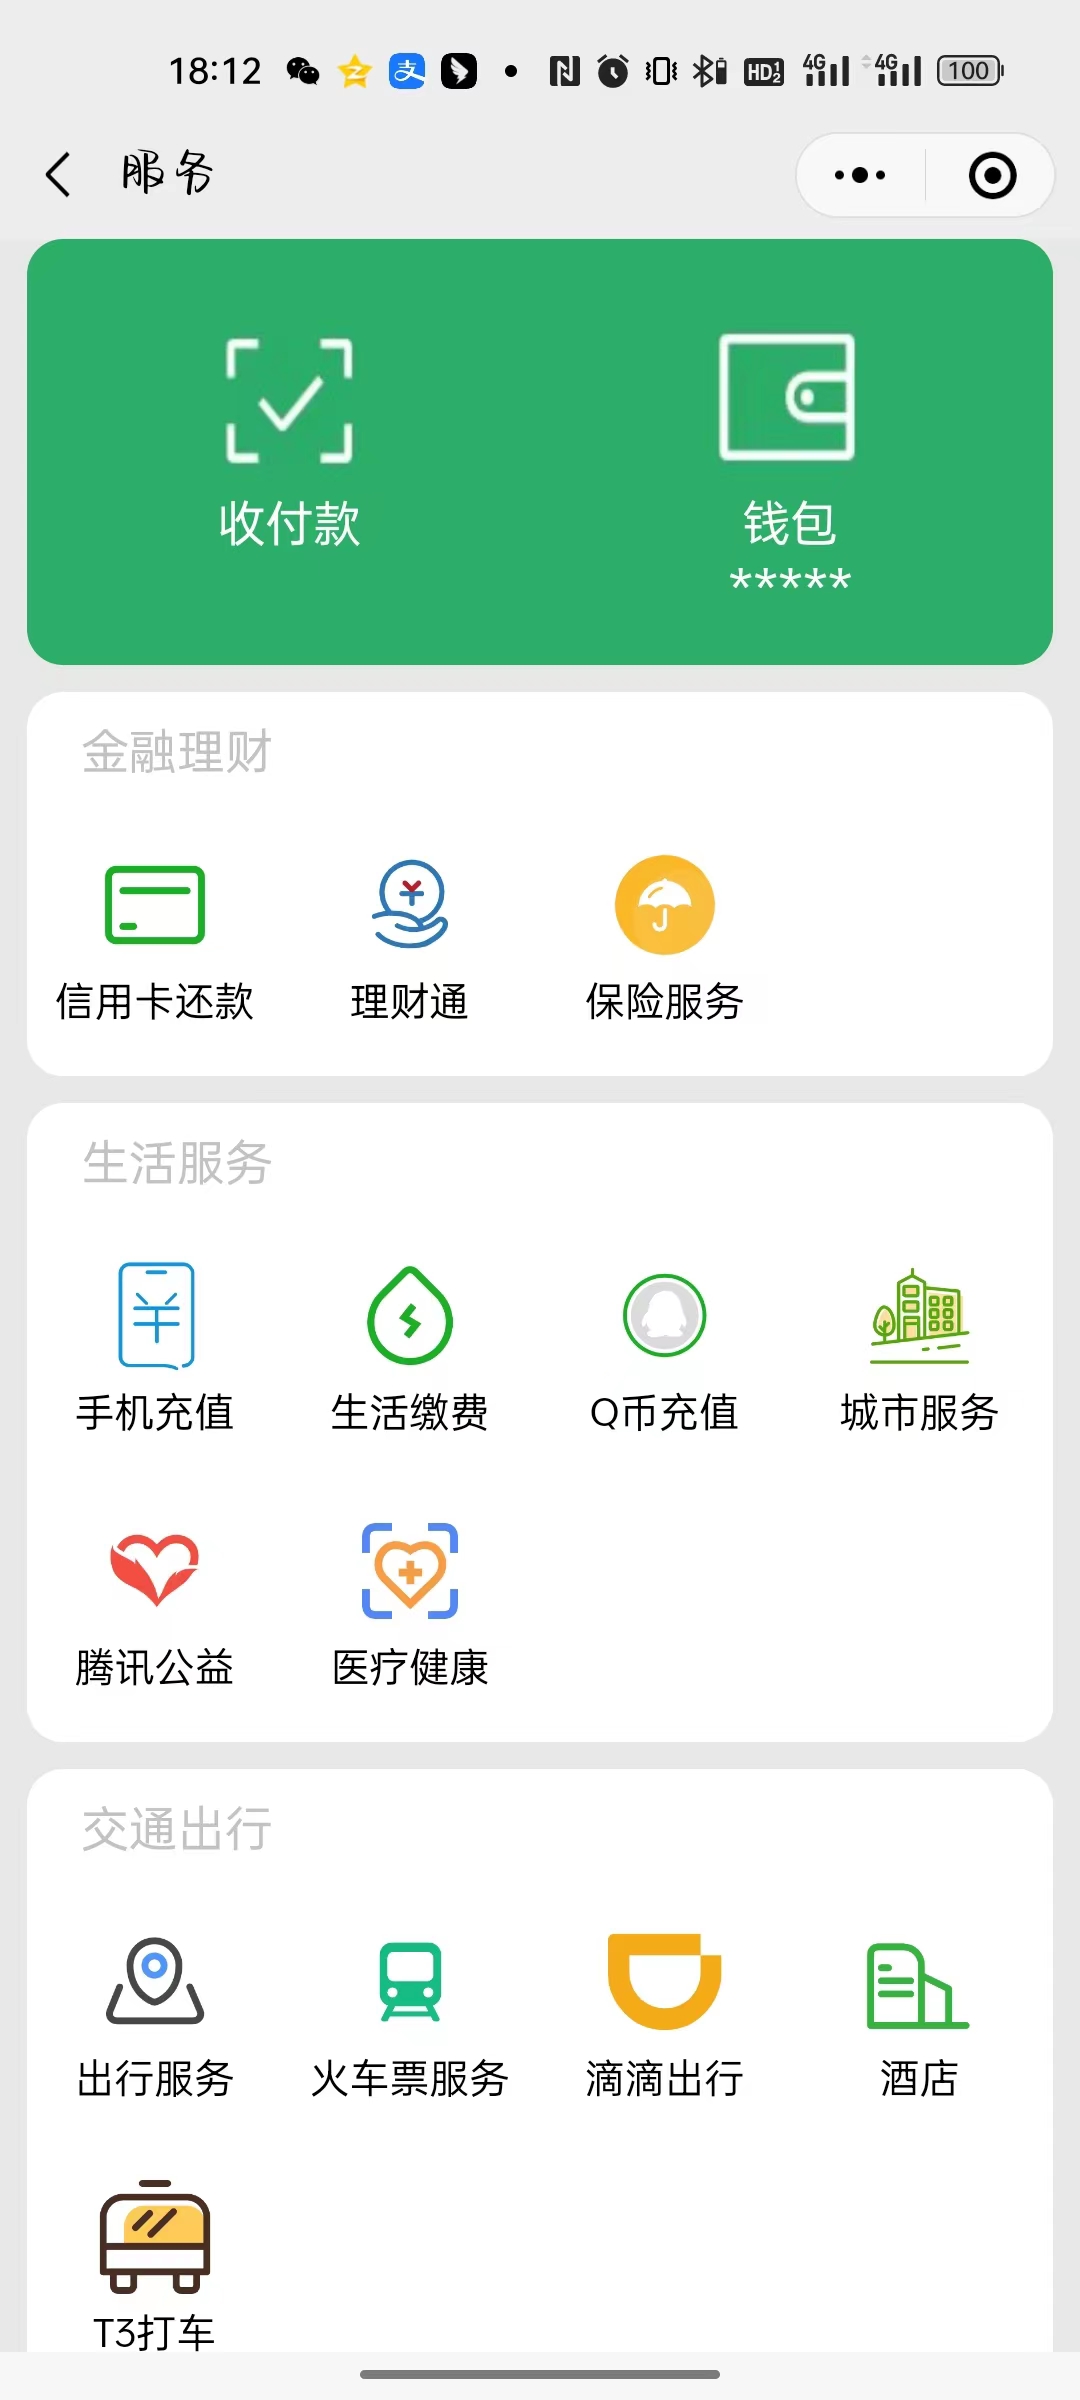 18:12 支 HD12 4G 4G 100
服务
收付款 钱包
*****
金融理财
信用卡还款 理财通 保险服务
生活服务
手机充值 生活缴费 Q币充值 城市服务
腾讯公益 医疗健康
交通出行
出行服务 火车票服务 滴滴出行 酒店
T3打车